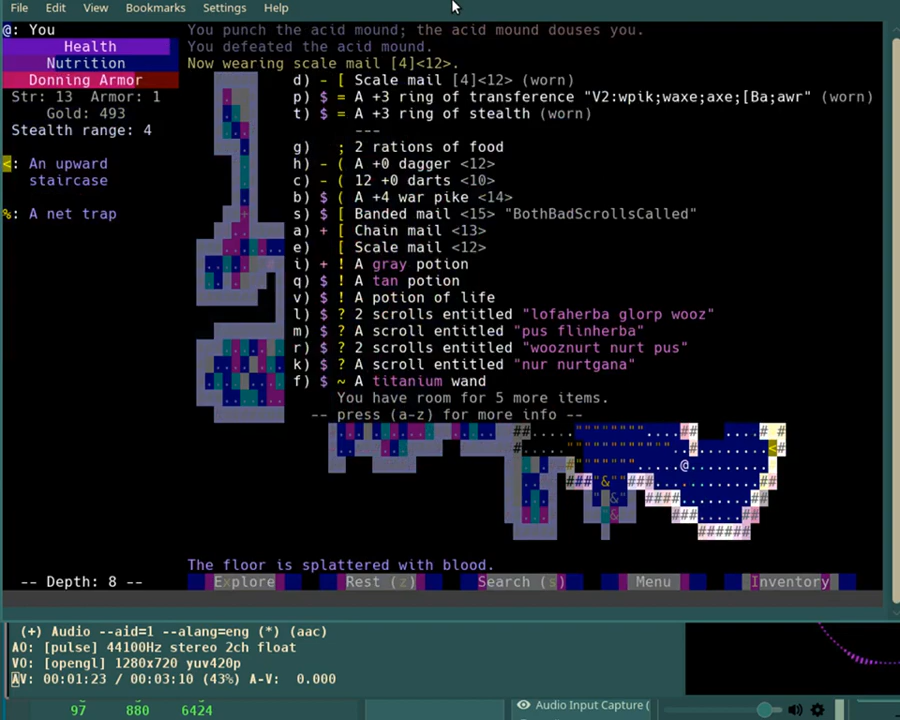 File Edit View Bookmarks Settings Help
@: You
You punch the acid mound; the acid mound douses you.
Health
You defeated the acid mound.
Nutrition
Now wearing scale mail [4]<12>.
Donning Armor
d) - [ Scale mail [4]<12> (worn)
Str: 13 Armor: 1
p) $ = A +3 ring of transference "V2:wpik;waxe;axe;[Ba;awr" (worn)
Gold: 493
t) $ = A +3 ring of stealth (worn)
Stealth range: 4
---
g) ; 2 rations of food
<: An upward
staircase
h) - ( A +0 dagger <12>
c) - ( 12 +0 darts <10>
b) $ ( A +4 war pike <14>
%: A net trap
s) $ [ Banded mail <15> "BothBadScrollsCalled"
a) + [ Chain mail <13>
e) [ Scale mail <12>
i) + ! A gray potion
q) $ ! A tan potion
v) $ ! A potion of life
l) $ ? 2 scrolls entitled "lofaherba glorp wooz"
m) $ ? A scroll entitled "pus flinherba"
r) $ ? 2 scrolls entitled "wooznurt nurt pus"
k) $ ? A scroll entitled "nur nurtgana"
f) $ ~ A titanium wand
You have room for 5 more items.
-- press (a-z) for more info --
The floor is splattered with blood.
-- Depth: 8 --
Explore Rest (z) Search (s) Menu Inventory
(+) Audio --aid=1 --alang=eng (*) (aac)
AO: [pulse] 44100Hz stereo 2ch float
VO: [opengl] 1280x720 yuv420p
AV: 00:01:23 / 00:03:10 (43%) A-V: 0.000
97 880 6424
Audio Input Capture (